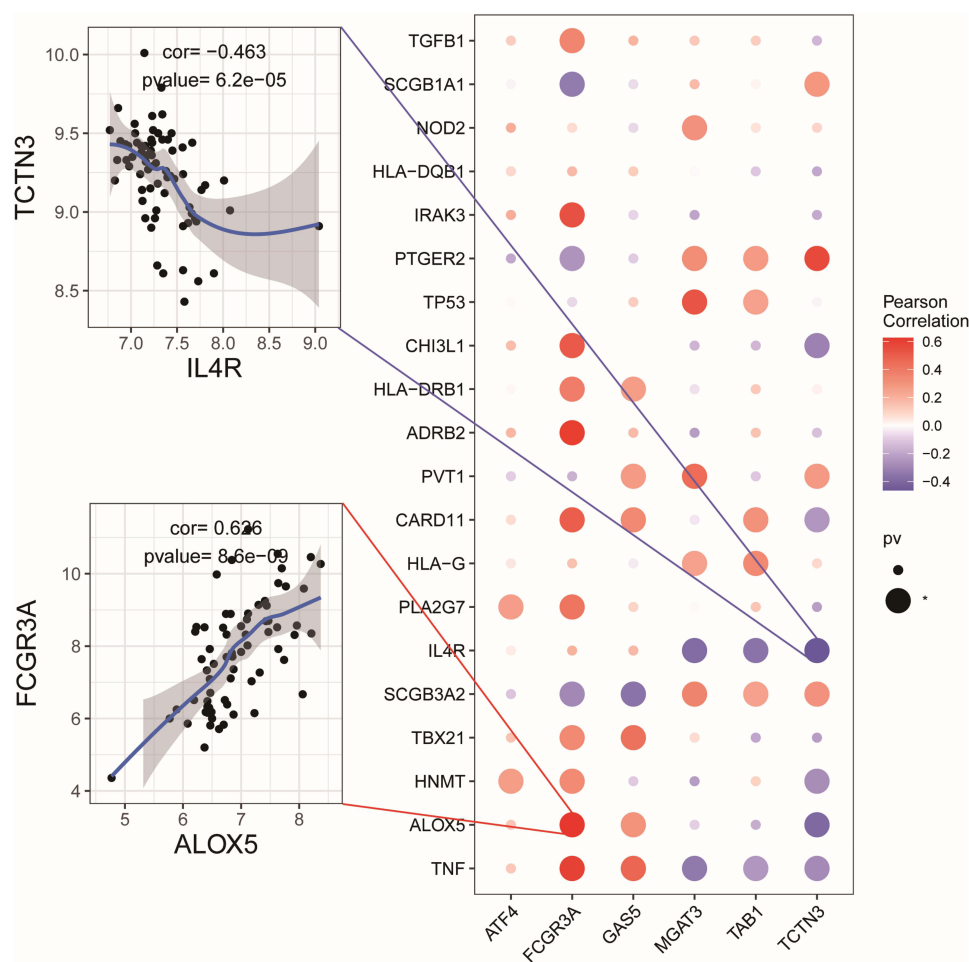 cor= −0.463
pvalue= 6.2e−05
10.0
9.5
9.0
8.5
TCTN3
7.0 7.5 8.0 8.5 9.0
IL4R
cor= 0.626
pvalue= 8.6e−09
10
8
6
4
FCGR3A
5 6 7 8
ALOX5
TGFB1
SCGB1A1
NOD2
HLA−DQB1
IRAK3
PTGER2
TP53
CHI3L1
HLA−DRB1
ADRB2
PVT1
CARD11
HLA−G
PLA2G7
IL4R
SCGB3A2
TBX21
HNMT
ALOX5
TNF
ATF4
FCGR3A
GAS5
MGAT3
TAB1
TCTN3
Pearson
Correlation
0.6
0.4
0.2
0.0
−0.2
−0.4
pv
*